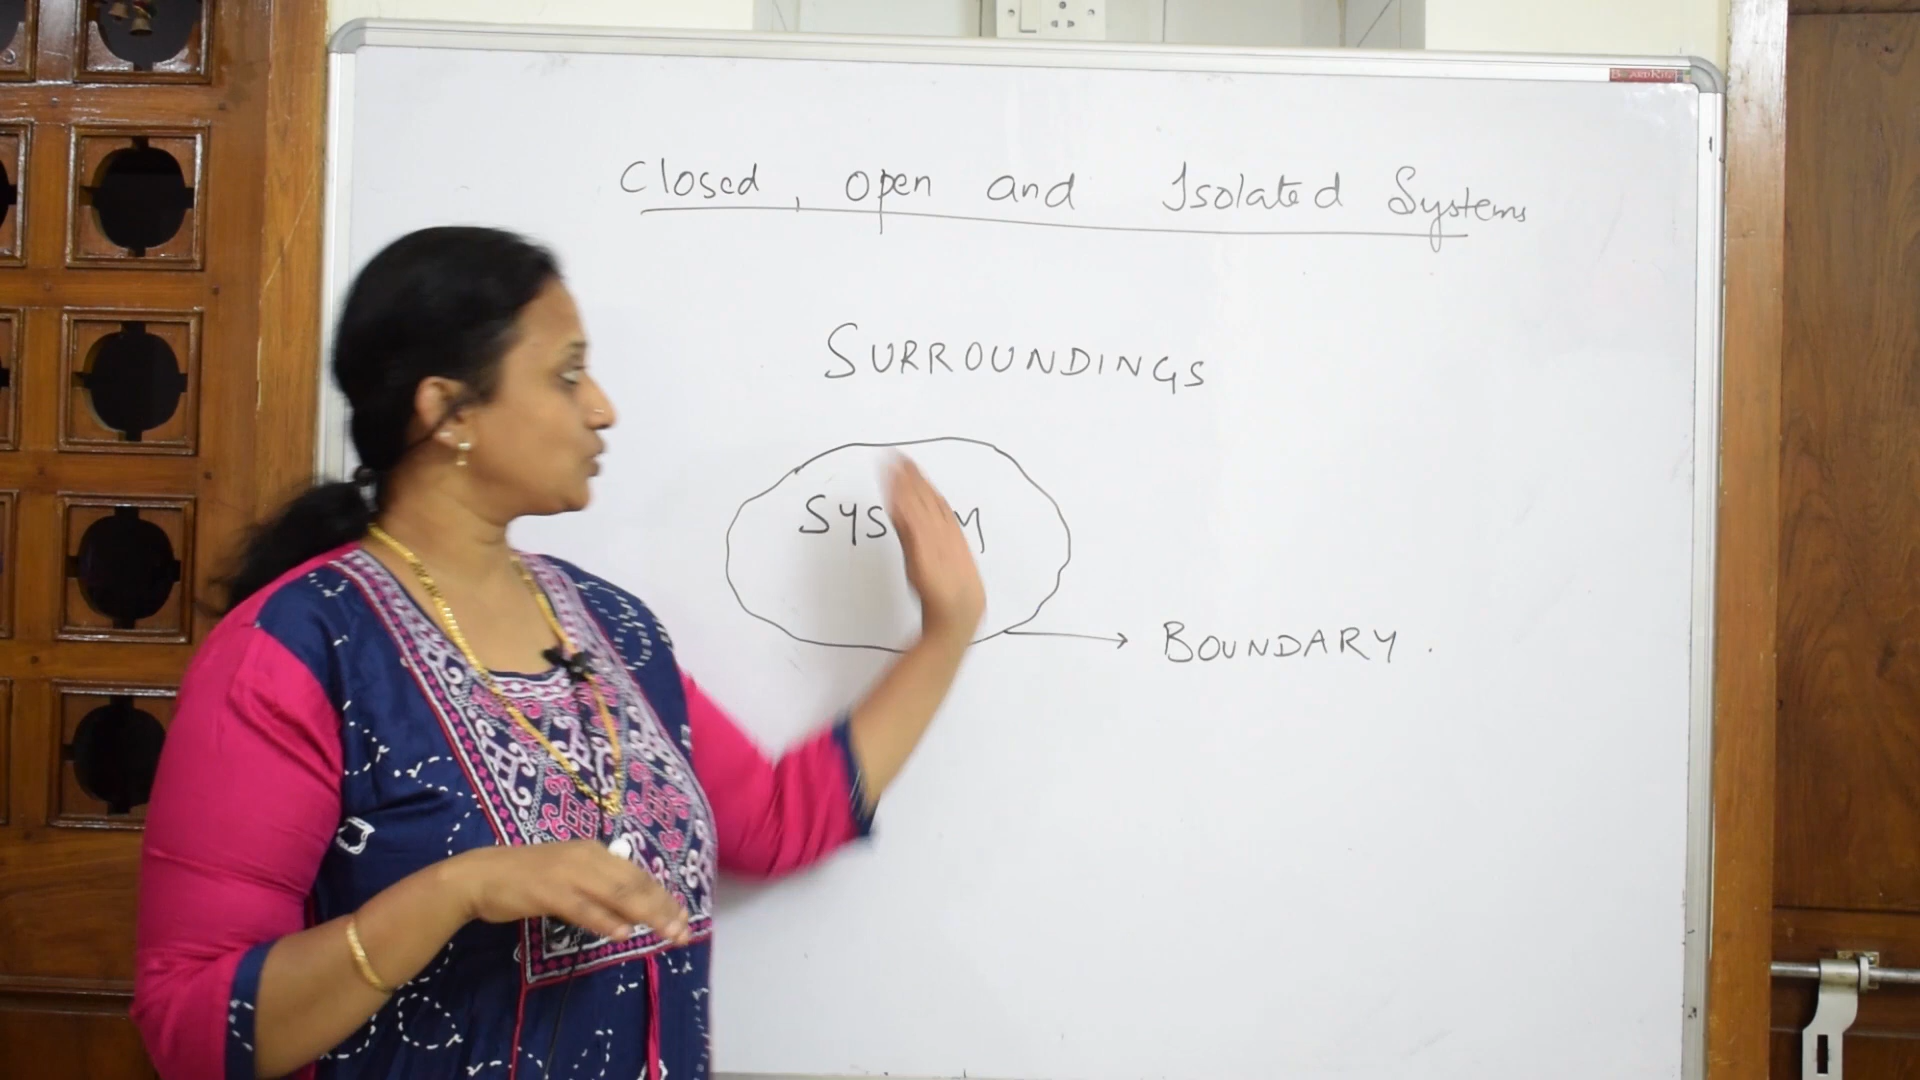 Closed, open and Isolated Systems
SURROUNDINGS
BOUNDARY.